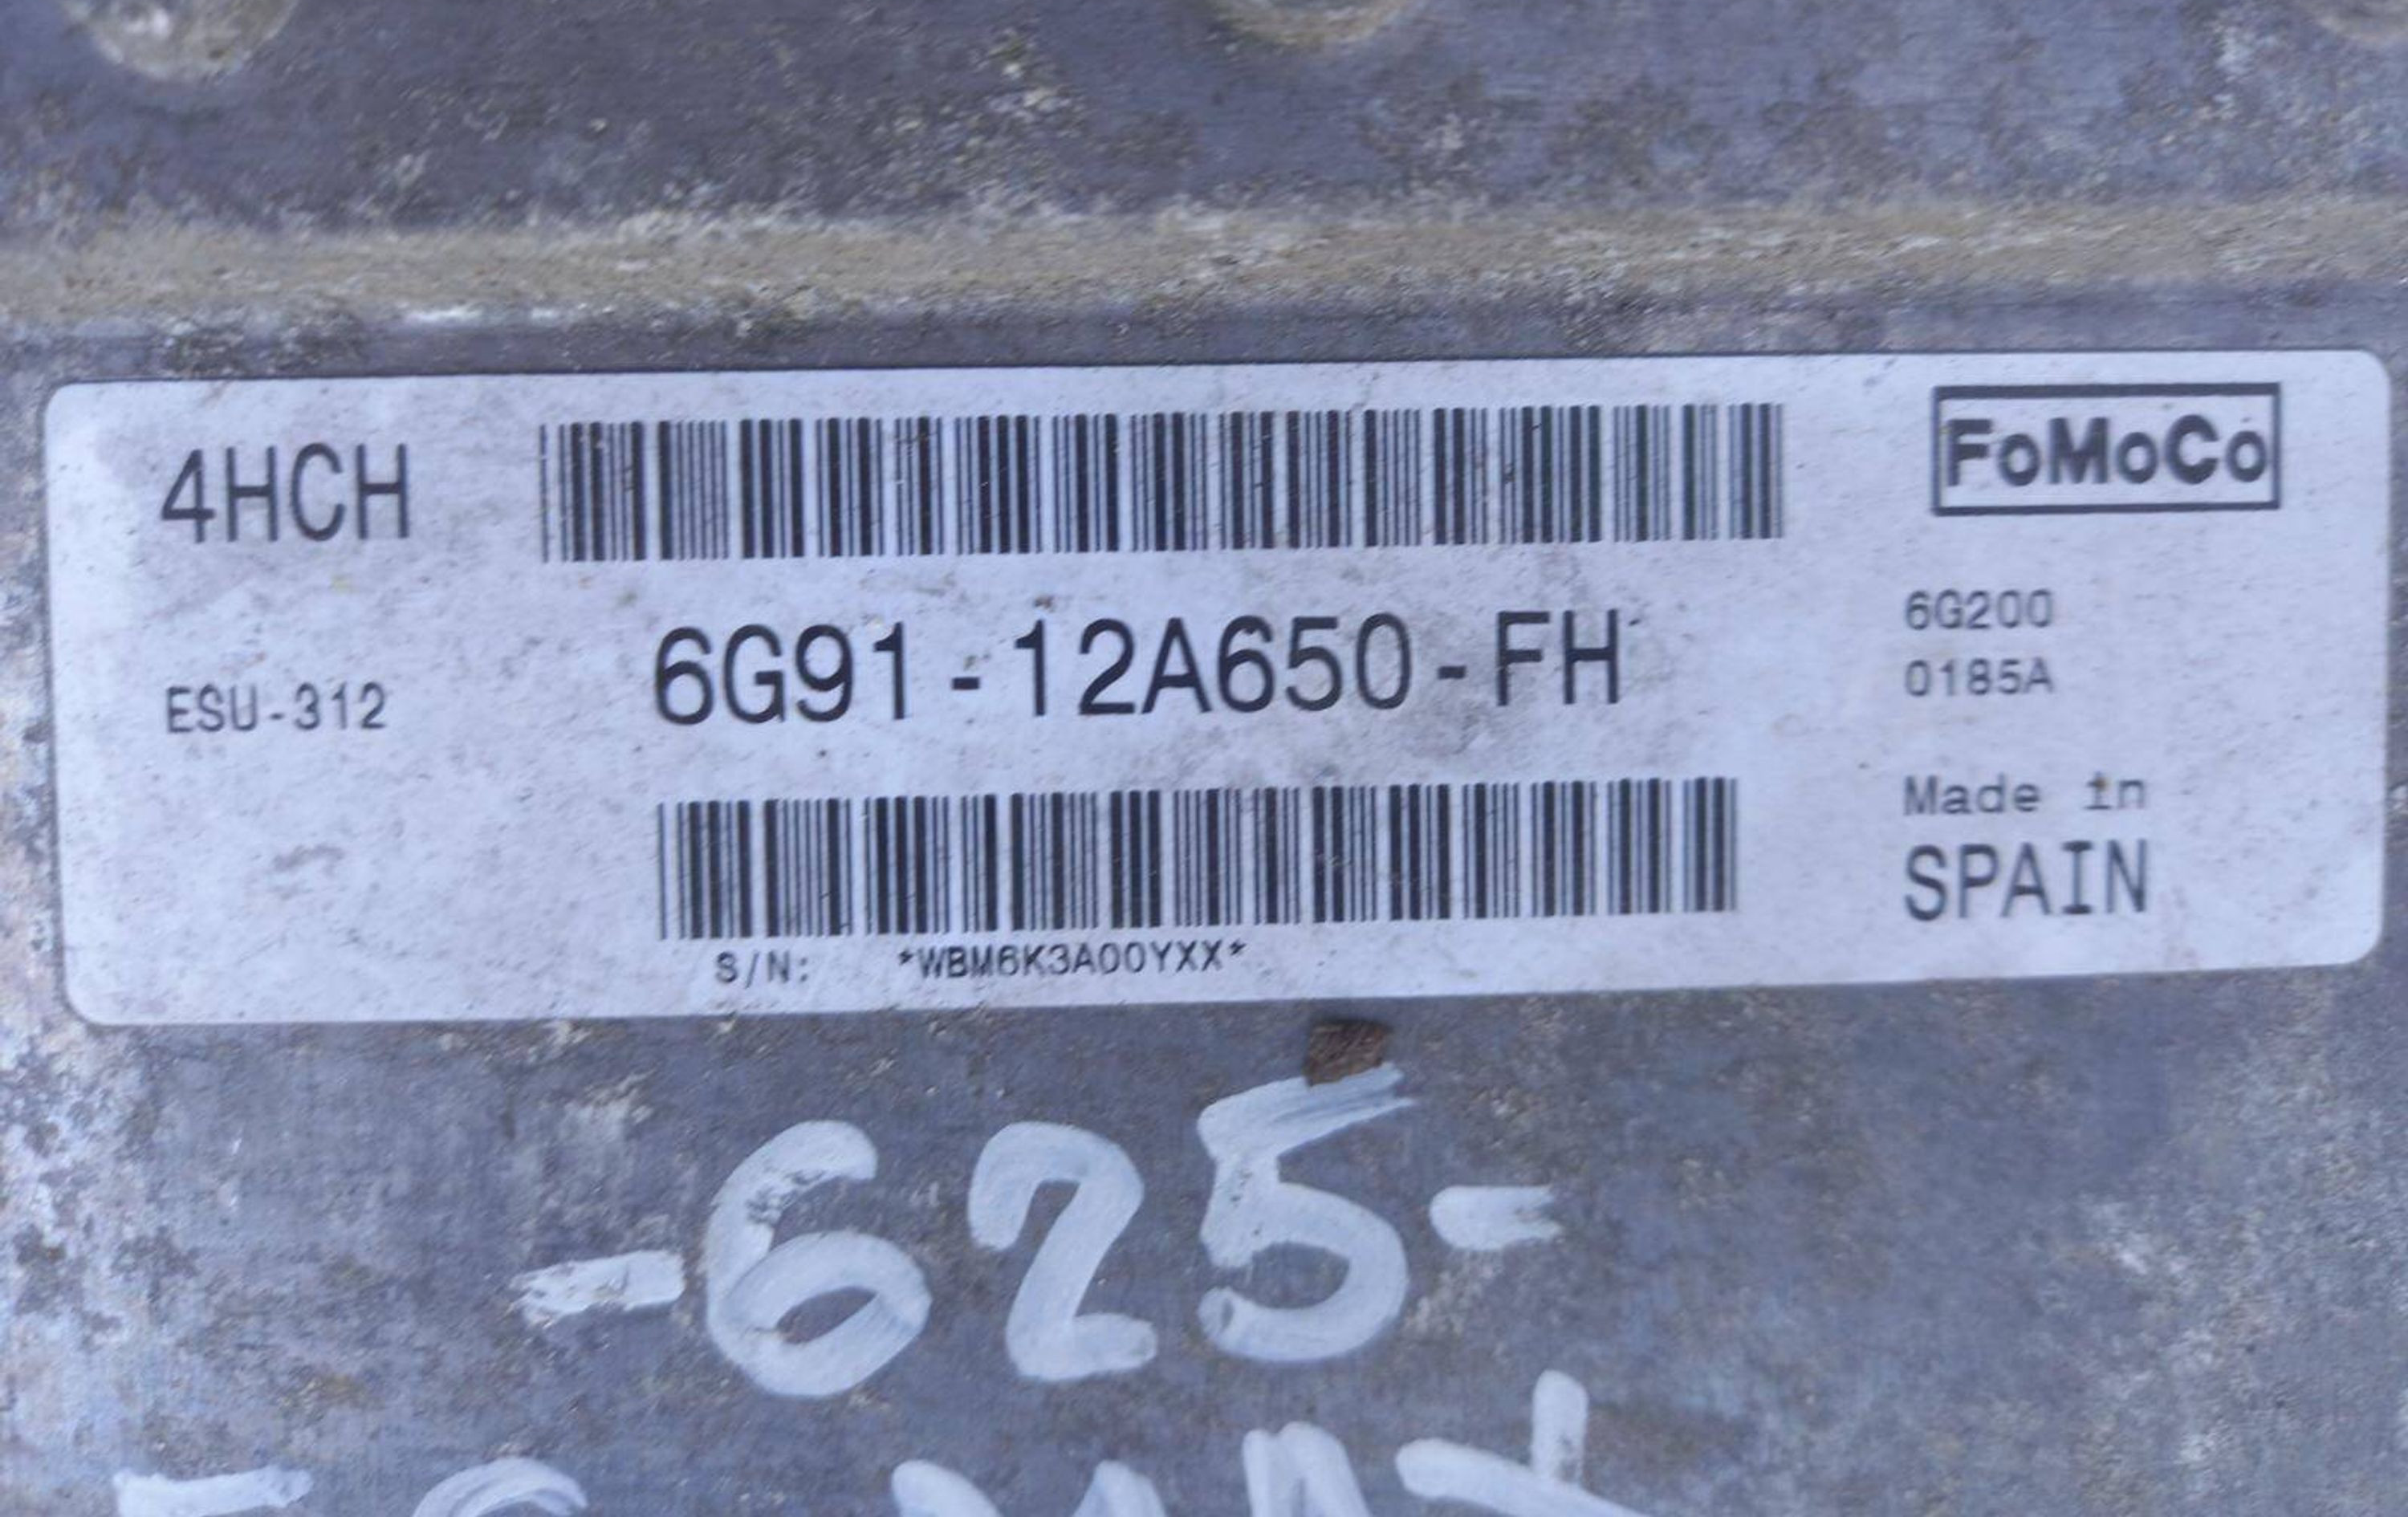 4HCH
FoMoCo
6G91-12A650-FH
6G200
0185A
ESU-312
Made in
SPAIN
S/N: *WBM6K3A00YXX*
-625-